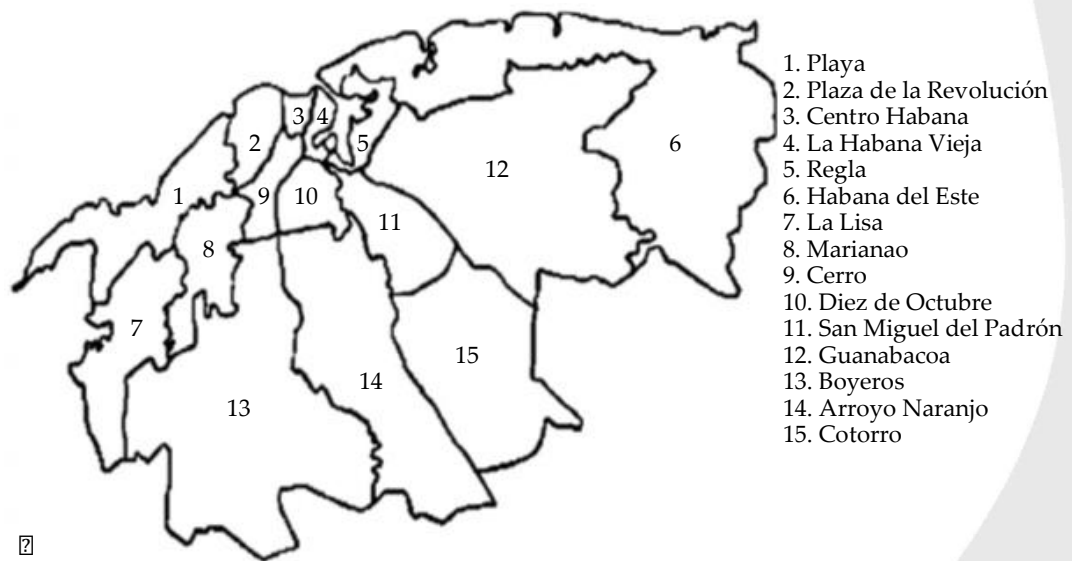 1. Playa
2. Plaza de la Revolución
3. Centro Habana
4. La Habana Vieja
5. Regla
6. Habana del Este
7. La Lisa
8. Marianao
9. Cerro
10. Diez de Octubre
11. San Miguel del Padrón
12. Guanabacoa
13. Boyeros
14. Arroyo Naranjo
15. Cotorro
3
4
2
5
6
12
1
9
10
11
8
7
15
14
13
?